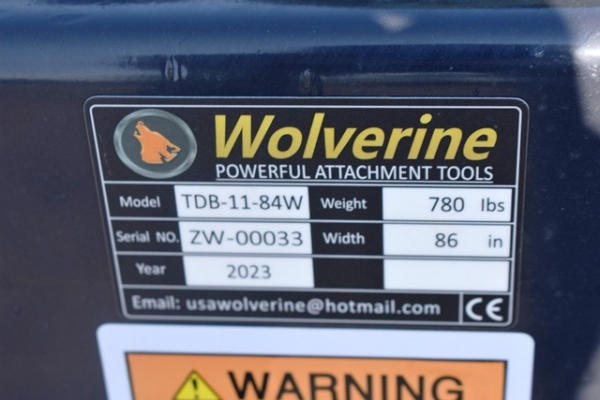 Wolverine
POWERFUL ATTACHMENT TOOLS
Model TDB-11-84W Weight 780 lbs
Serial NO. ZW-00033 Width 86 in
Year 2023
Email: usawolverine@hotmail.com CE
WARNING